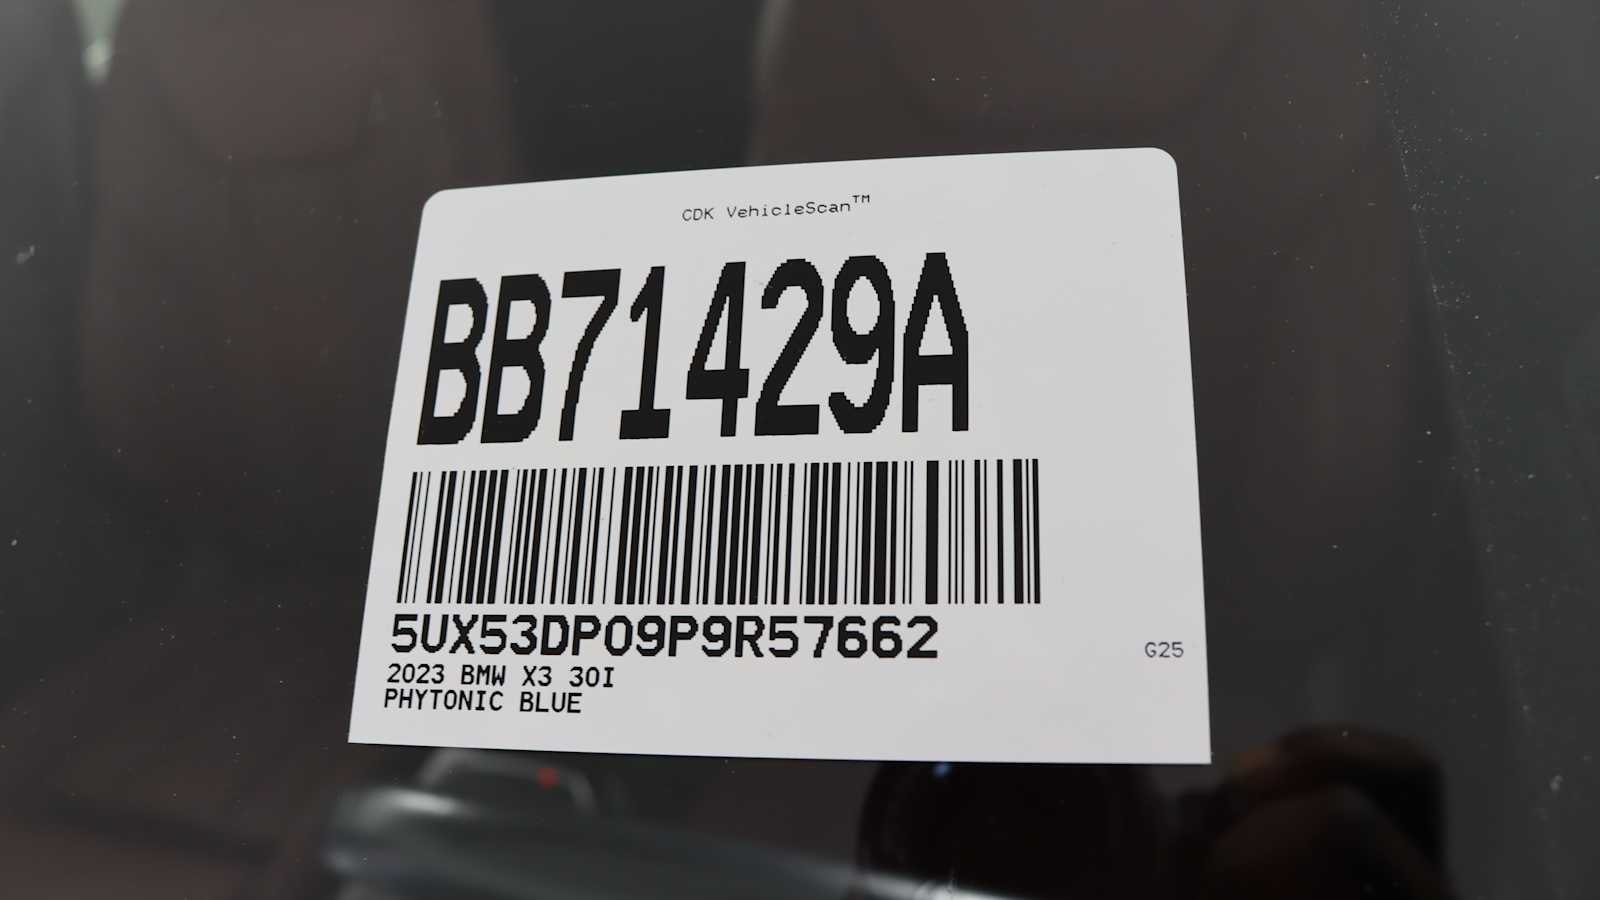 CDK VehicleScan™
BB71429A
5UX53DP09P9R57662
G25
2023 BMW X3 30I
PHYTONIC BLUE